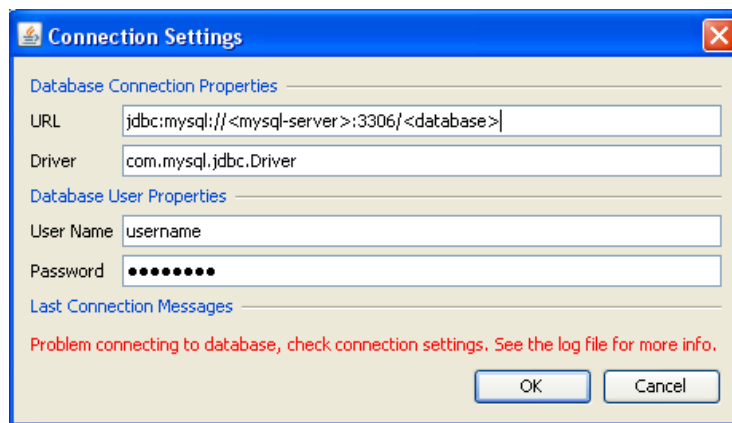 Connection Settings
Database Connection Properties
URL jdbc:mysql://<mysql-server>:3306/<database>
Driver com.mysql.jdbc.Driver
Database User Properties
User Name username
Password ●●●●●●●●
Last Connection Messages
Problem connecting to database, check connection settings. See the log file for more info.
OK Cancel